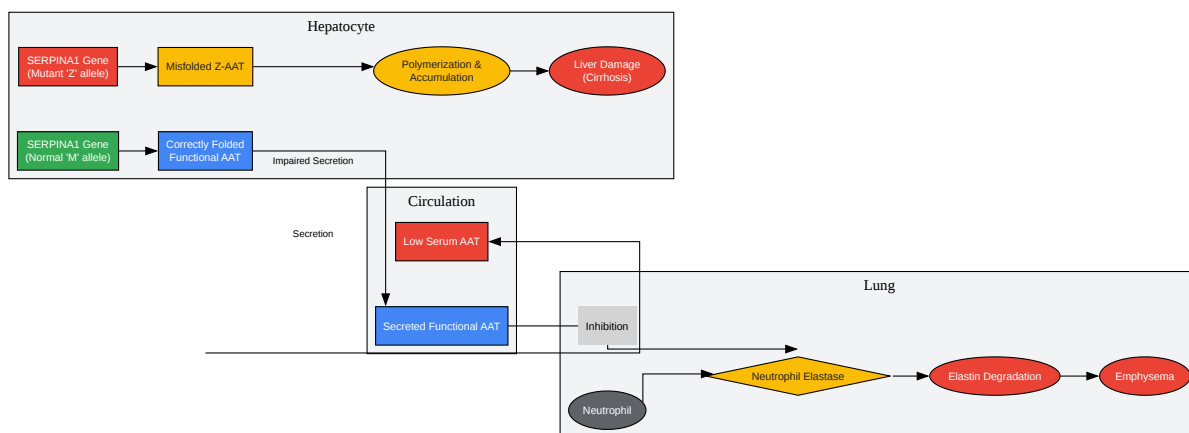 Hepatocyte
SERPINA1 Gene
(Mutant 'Z' allele)
Misfolded Z-AAT
Polymerization &
Accumulation
Liver Damage
(Cirrhosis)
SERPINA1 Gene
(Normal 'M' allele)
Correctly Folded
Functional AAT
Impaired Secretion
Circulation
Secretion
Low Serum AAT
Lung
Secreted Functional AAT
Inhibition
Neutrophil Elastase
Elastin Degradation
Emphysema
Neutrophil